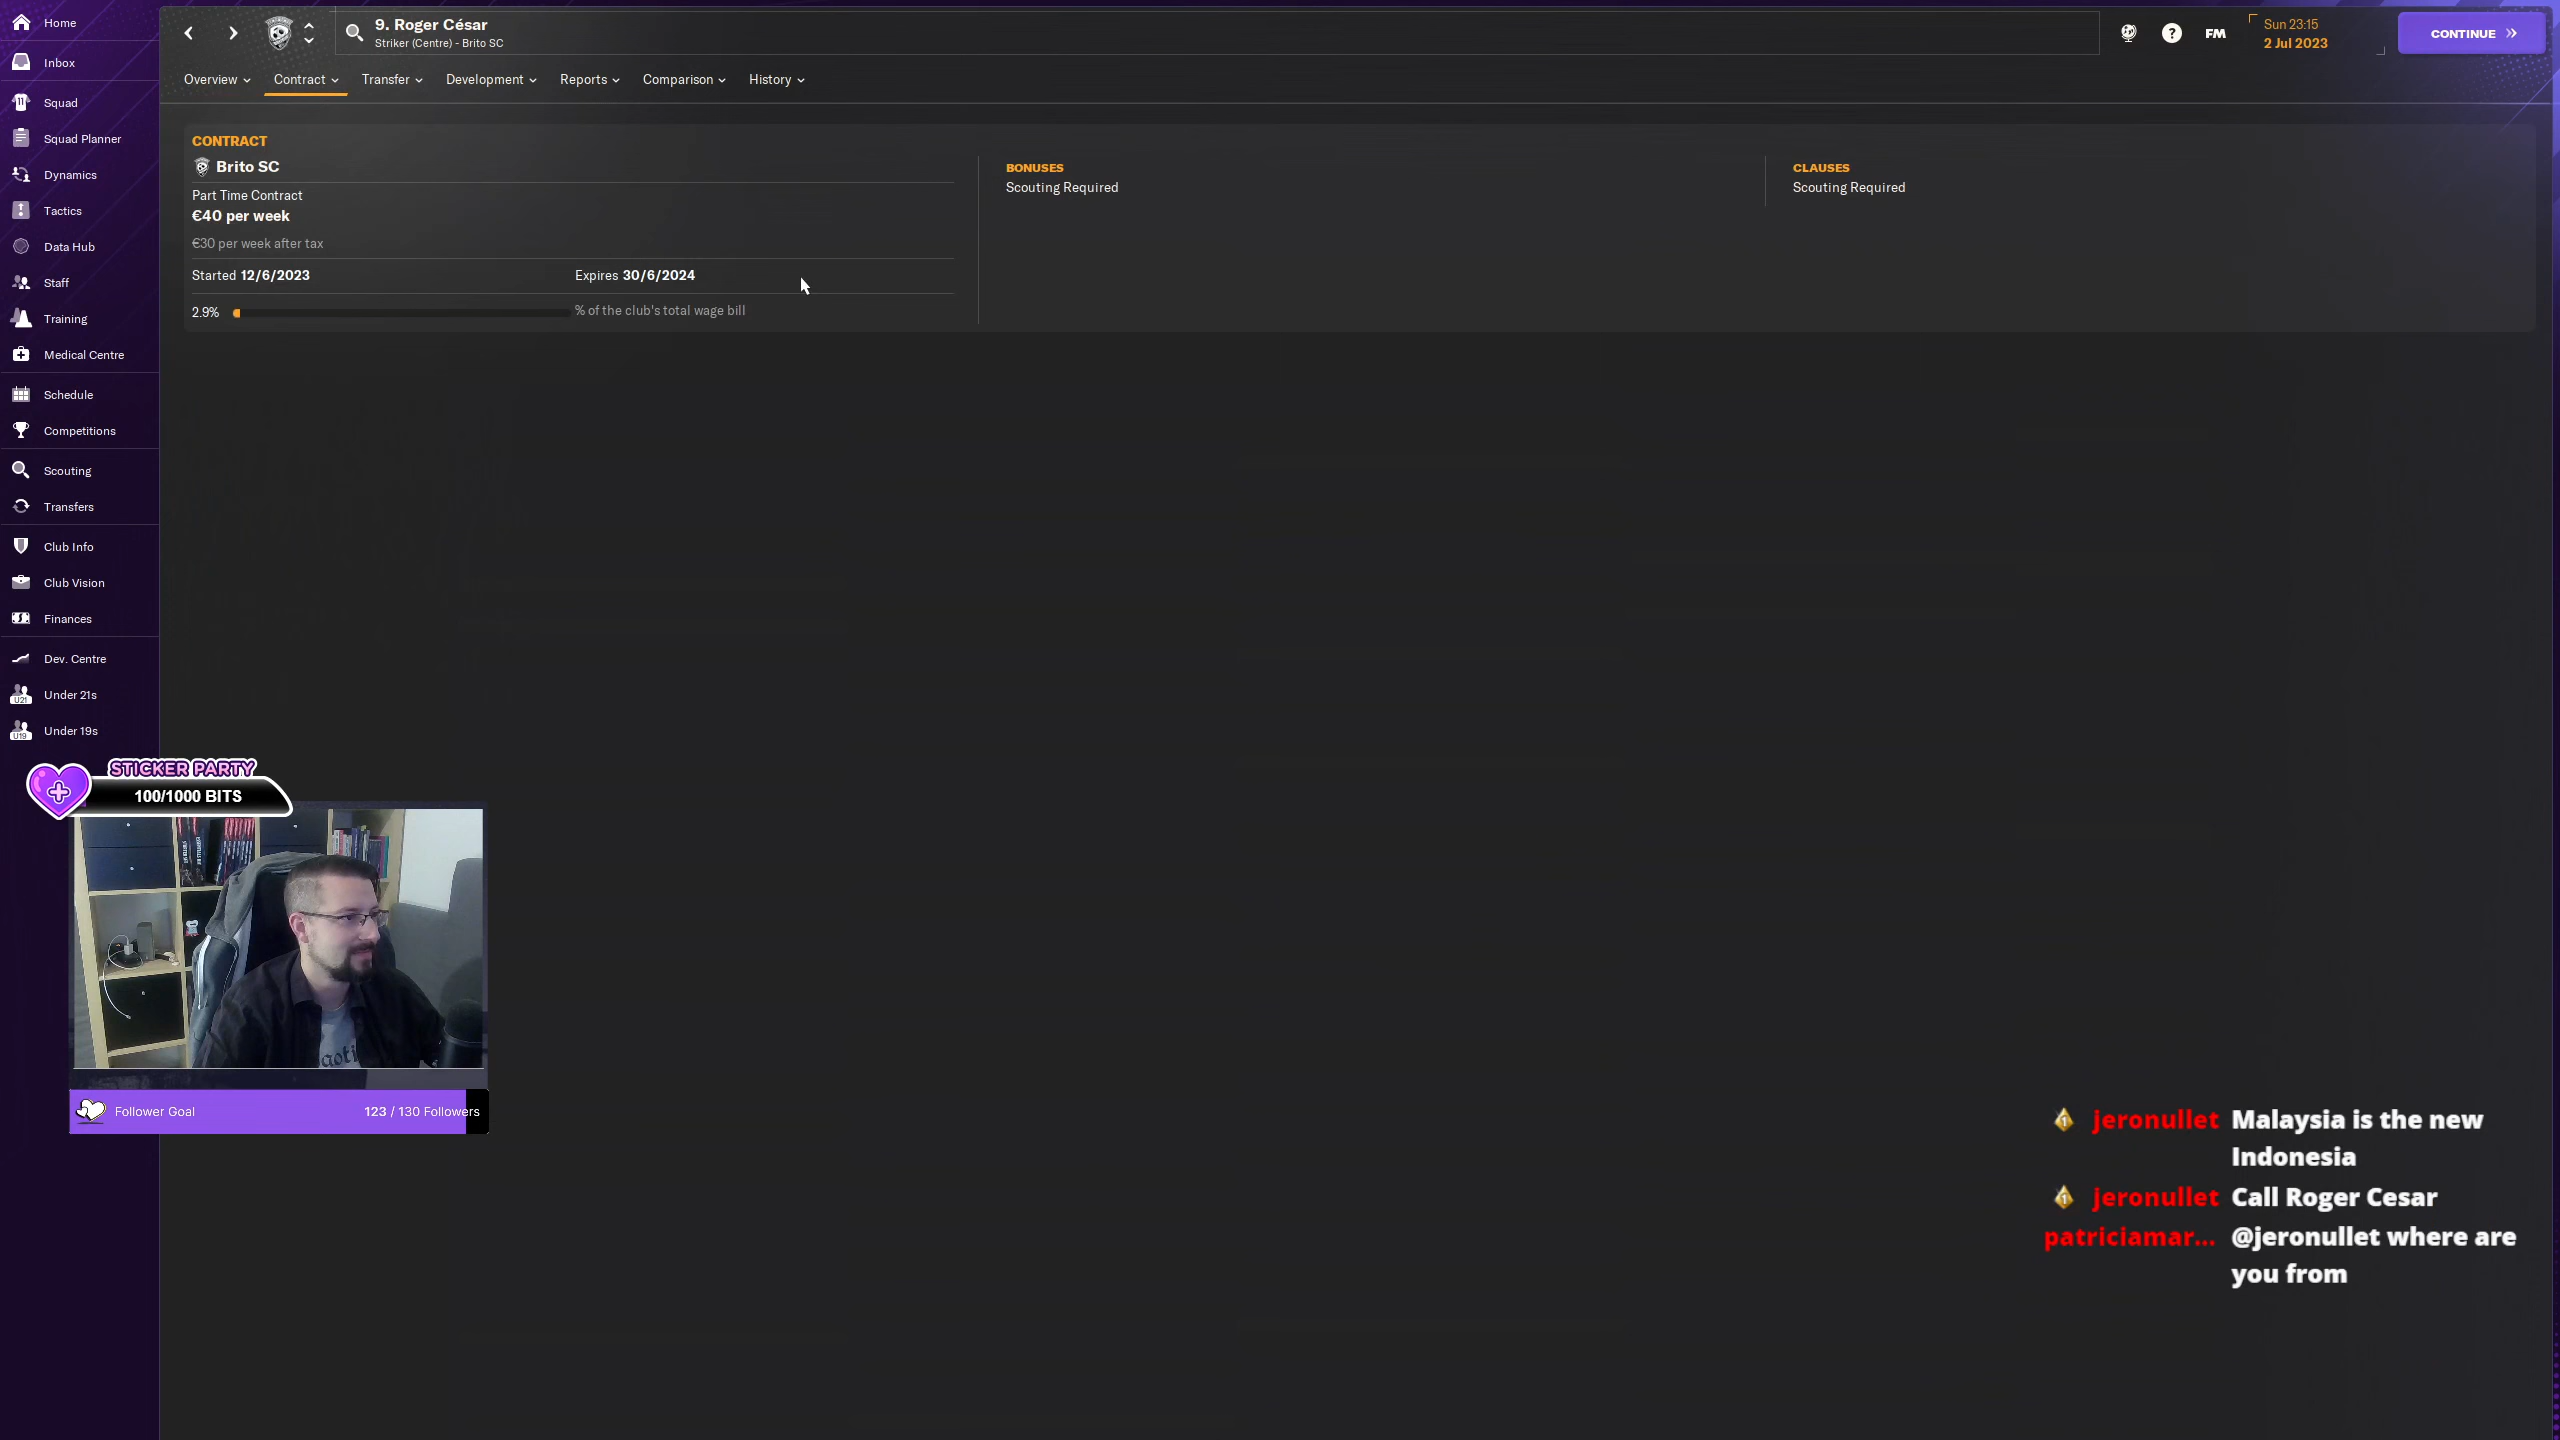 Home
Inbox
Squad
Squad Planner
Dynamics
Tactics
Data Hub
Staff
Training
Medical Centre
Schedule
Competitions
Scouting
Transfers
Club Info
Club Vision
Finances
Dev. Centre
Under 21s
Under 19s
9. Roger César
Striker (Centre) - Brito SC
FM
Sun 23:15
2 Jul 2023
CONTINUE
Overview Contract Transfer Development Reports Comparison History
CONTRACT
Brito SC
Part Time Contract
€40 per week
€30 per week after tax
Started 12/6/2023 Expires 30/6/2024
2.9% % of the club's total wage bill
BONUSES
Scouting Required
CLAUSES
Scouting Required
STICKER PARTY
100/1000 BITS
Follower Goal 123 / 130 Followers
jeronullet Malaysia is the new
Indonesia
jeronullet Call Roger Cesar
patriciamar... @jeronullet where are
you from